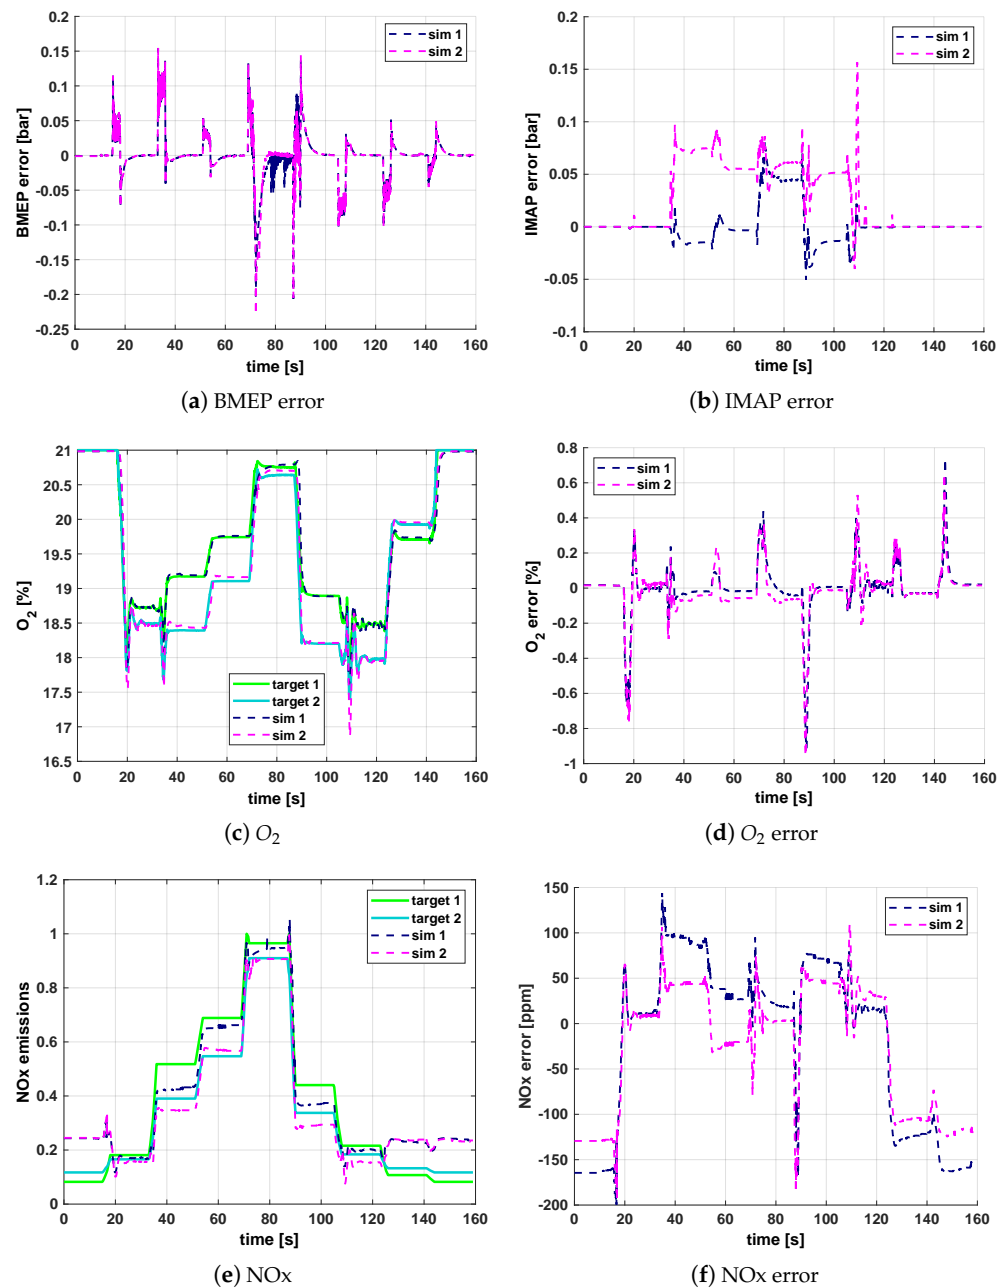 0.2
0.15
0.1
0.05
0
-0.05
-0.1
-0.15
-0.2
-0.25
BMEP error [bar]
sim 1
sim 2
0 20 40 60 80 100 120 140 160
time [s]
(a) BMEP error
0.2
0.15
0.1
0.05
0
-0.05
-0.1
IMAP error [bar]
sim 1
sim 2
0 20 40 60 80 100 120 140 160
time [s]
(b) IMAP error
21
20.5
20
19.5
19
18.5
18
17.5
17
16.5
O2 [%]
target 1
target 2
sim 1
sim 2
0 20 40 60 80 100 120 140 160
time [s]
(c) O2
0.8
0.6
0.4
0.2
0
-0.2
-0.4
-0.6
-0.8
-1
O2 error [%]
sim 1
sim 2
0 20 40 60 80 100 120 140 160
time [s]
(d) O2 error
1.2
1
0.8
0.6
0.4
0.2
0
NOx emissions
target 1
target 2
sim 1
sim 2
0 20 40 60 80 100 120 140 160
time [s]
(e) NOx
150
100
50
0
-50
-100
-150
-200
NOx error [ppm]
sim 1
sim 2
0 20 40 60 80 100 120 140 160
time [s]
(f) NOx error